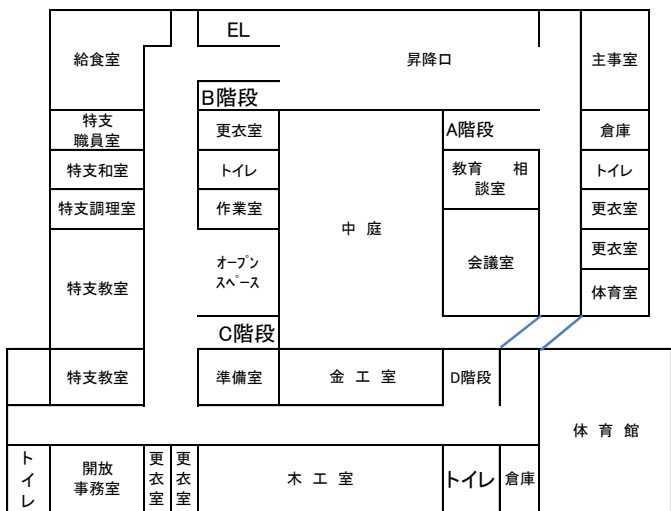 EL
給食室
昇降口
主事室
B階段
特支
職員室
更衣室
A階段
倉庫
特支和室
トイレ
教育 相
談室
トイレ
特支調理室
作業室
中 庭
更衣室
特支教室
オープン
スペース
会議室
更衣室
体育室
C階段
特支教室
準備室
金 工 室
D階段
体 育 館
トイレ
開放
事務室
更衣室
更衣室
木 工 室
トイレ
倉庫